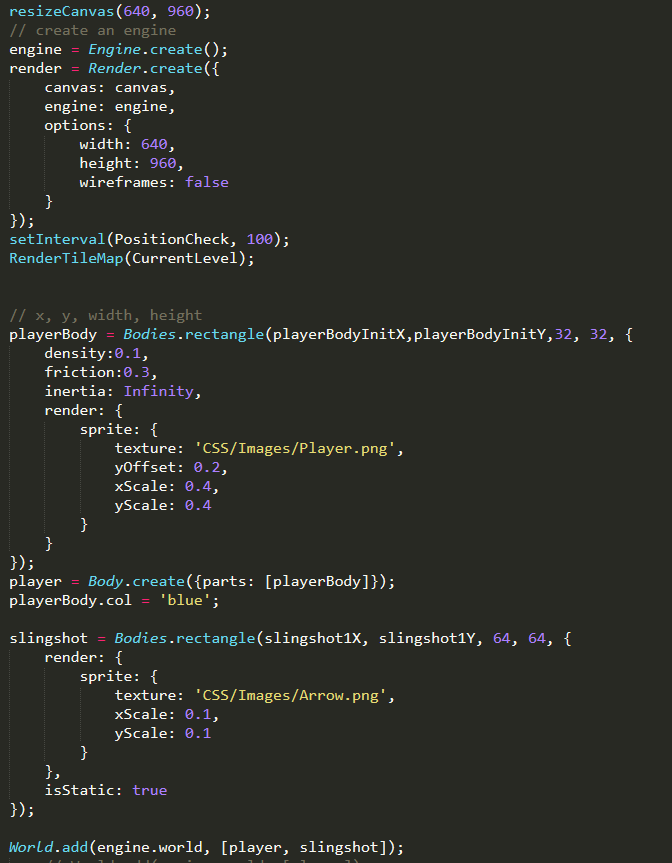 resizeCanvas(640, 960);
// create an engine
engine = Engine.create();
render = Render.create({
    canvas: canvas,
    engine: engine,
    options: {
        width: 640,
        height: 960,
        wireframes: false
    }
});
setInterval(PositionCheck, 100);
RenderTileMap(CurrentLevel);


// x, y, width, height
playerBody = Bodies.rectangle(playerBodyInitX,playerBodyInitY,32, 32, {
    density:0.1,
    friction:0.3,
    inertia: Infinity,
    render: {
        sprite: {
            texture: 'CSS/Images/Player.png',
            yOffset: 0.2,
            xScale: 0.4,
            yScale: 0.4
        }
    }
});
player = Body.create({parts: [playerBody]});
playerBody.col = 'blue';

slingshot = Bodies.rectangle(slingshot1X, slingshot1Y, 64, 64, {
    render: {
        sprite: {
            texture: 'CSS/Images/Arrow.png',
            xScale: 0.1,
            yScale: 0.1
        }
    },
    isStatic: true
});

World.add(engine.world, [player, slingshot]);